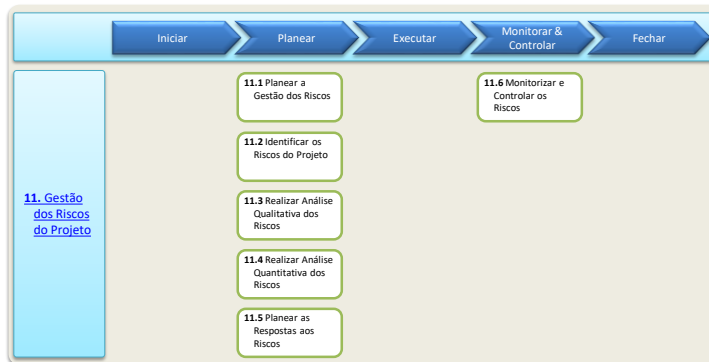 Iniciar
Planear
Executar
Monitorar &
Controlar
Fechar
11. Gestão
dos Riscos
do Projeto
11.1 Planear a
Gestão dos Riscos
11.2 Identificar os
Riscos do Projeto
11.3 Realizar Análise
Qualitativa dos
Riscos
11.4 Realizar Análise
Quantitativa dos
Riscos
11.5 Planear as
Respostas aos
Riscos
11.6 Monitorizar e
Controlar os
Riscos